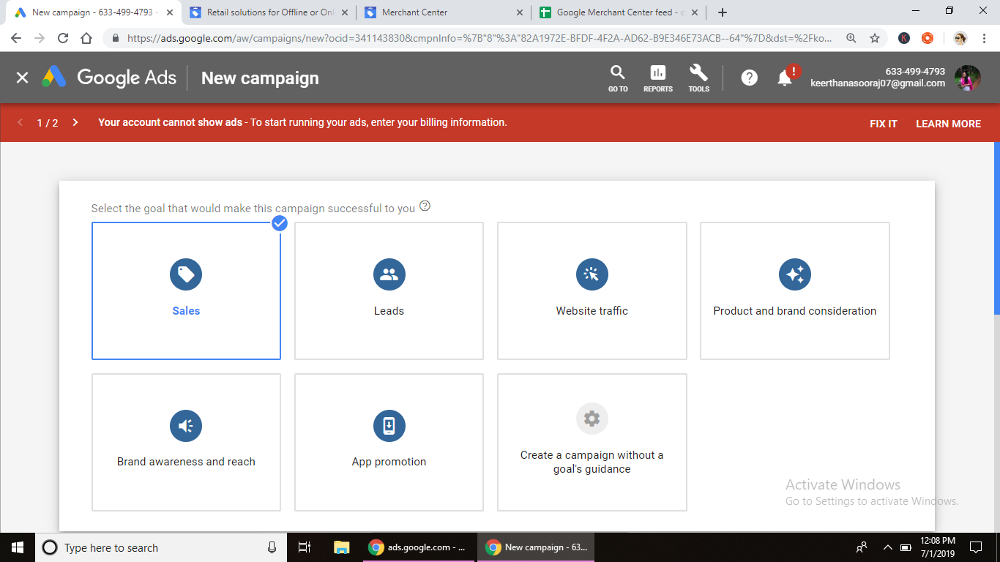 New campaign - 633-499-4793 -
Retail solutions for Offline or Onl
Merchant Center
Google Merchant Center feed -
https://ads.google.com/aw/campaigns/new?ocid=341143830&cmpnInfo=%7B"8"%3A"82A1972E-BFDF-4F2A-AD62-B9E346E73ACB--64"%7D&dst=%2Fko...
K
Google Ads
New campaign
GO TO
REPORTS
TOOLS
633-499-4793
keerthanasooraj07@gmail.com
1 / 2
Your account cannot show ads - To start running your ads, enter your billing information.
FIX IT
LEARN MORE
Select the goal that would make this campaign successful to you
Sales
Leads
Website traffic
Product and brand consideration
Brand awareness and reach
App promotion
Create a campaign without a
goal's guidance
Activate Windows
Go to Settings to activate Windows.
Type here to search
ads.google.com - ...
New campaign - 63...
12:08 PM
7/1/2019